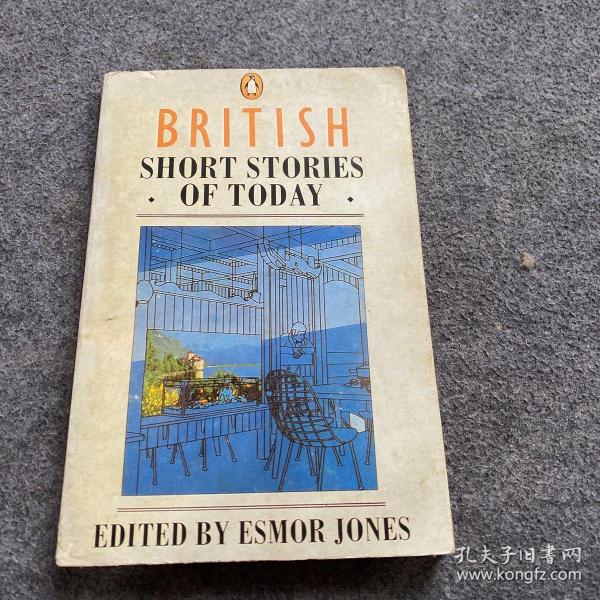 BRITISH
SHORT STORIES
· OF TODAY ·
EDITED BY ESMOR JONES
孔夫子旧书网
www.kongfz.com